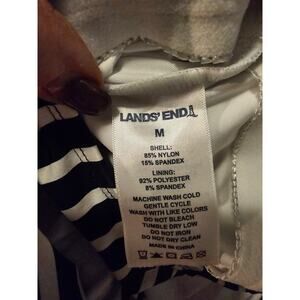 LANDS' END
M
SHELL:
85% NYLON
15% SPANDEX
LINING:
92% POLYESTER
8% SPANDEX
MACHINE WASH COLD
GENTLE CYCLE
WASH WITH LIKE COLORS
DO NOT BLEACH
TUMBLE DRY LOW
DO NOT IRON
DO NOT DRY CLEAN
MADE IN CHINA